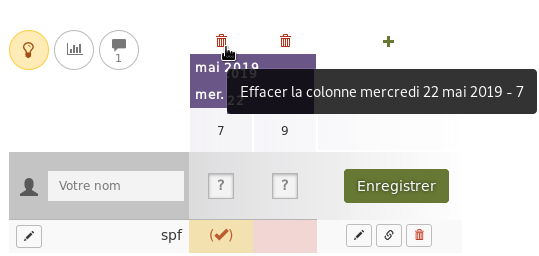 1
mai 2019
mer. 22
Effacer la colonne mercredi 22 mai 2019 - 7
7 9
Votre nom ? ? Enregistrer
spf (✔)